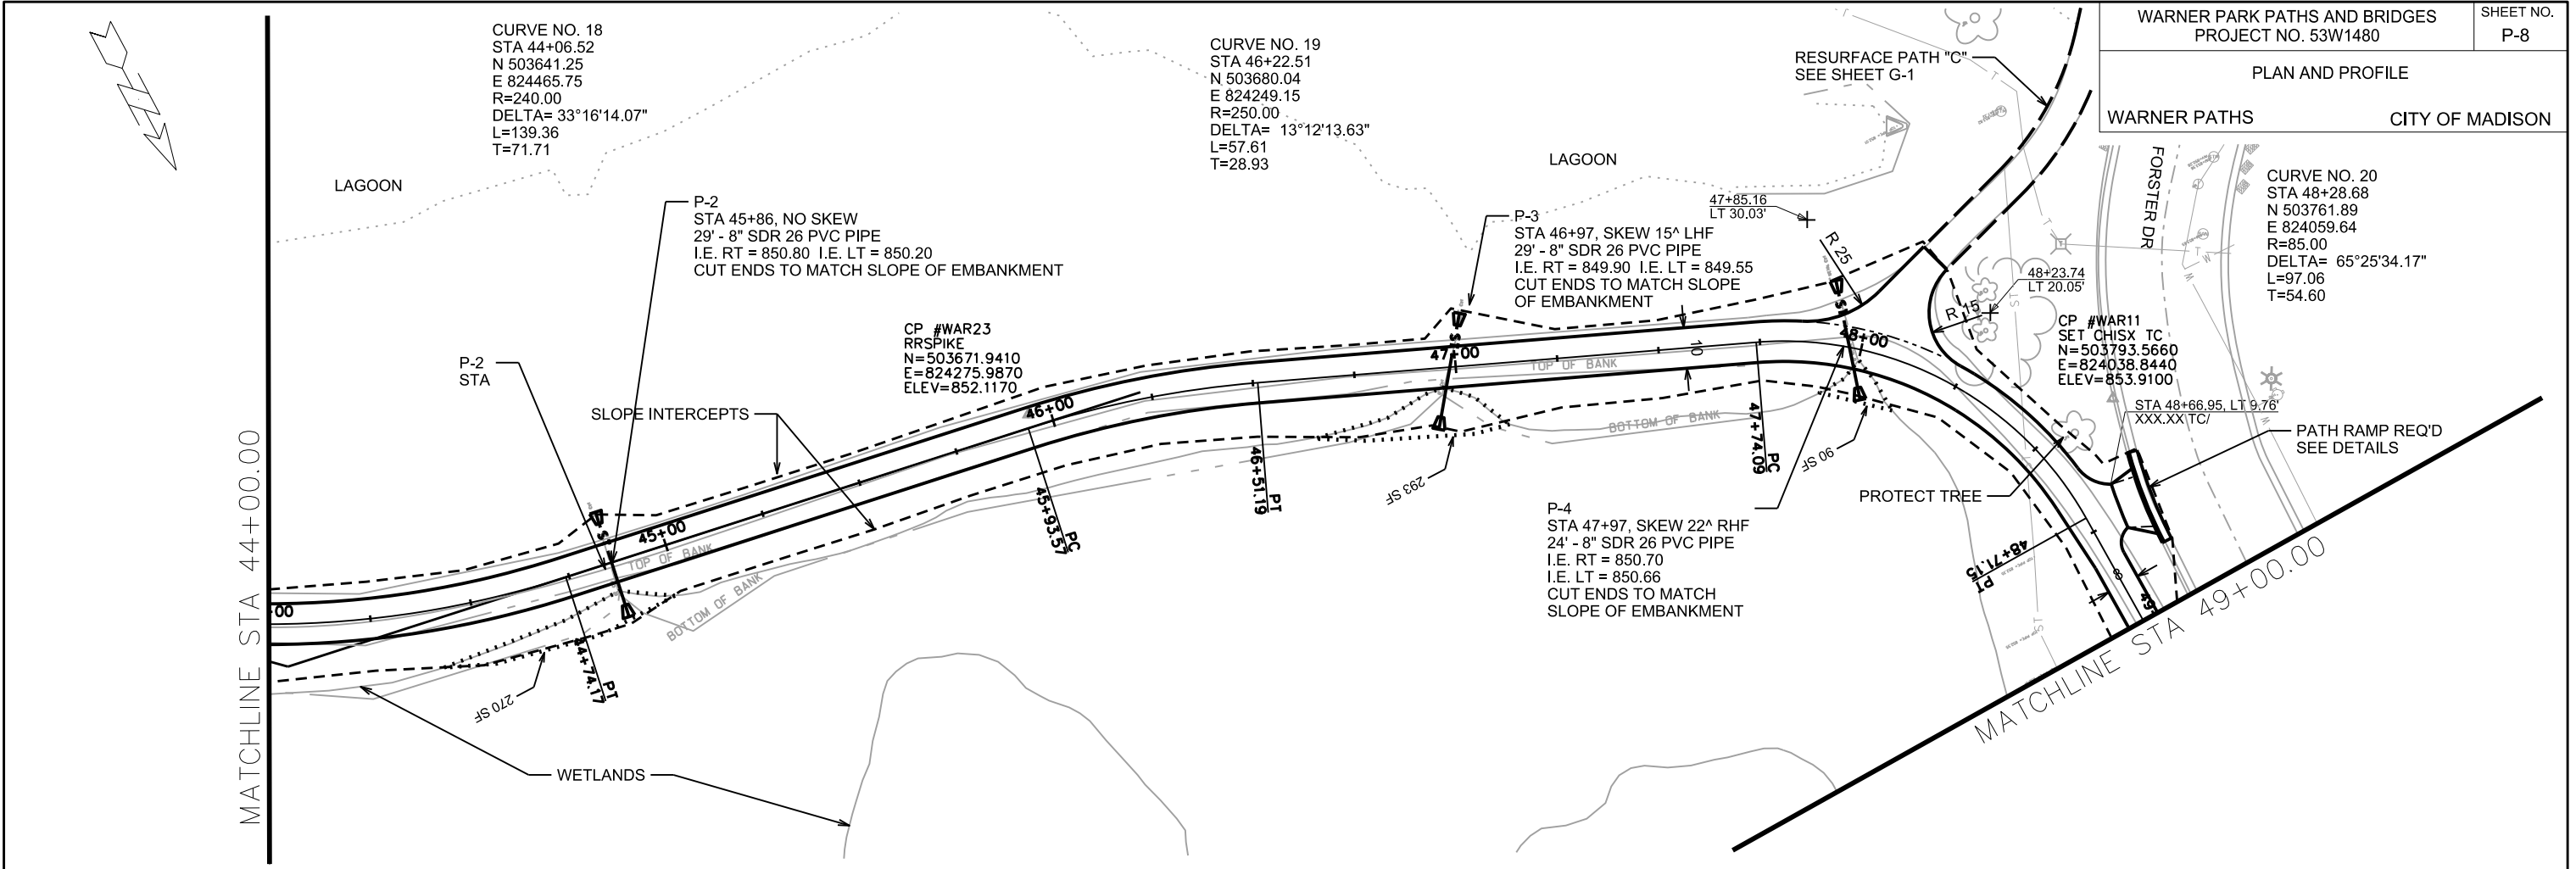 WARNER PARK PATHS AND BRIDGES
PROJECT NO. 53W1480
SHEET NO.
P-8
PLAN AND PROFILE
WARNER PATHS
CITY OF MADISON
CURVE NO. 18
STA 44+06.52
N 503641.25
E 824465.75
R=240.00
DELTA= 33°16'14.07"
L=139.36
T=71.71
CURVE NO. 19
STA 46+22.51
N 503680.04
E 824249.15
R=250.00
DELTA= 13°12'13.63"
L=57.61
T=28.93
RESURFACE PATH "C"
SEE SHEET G-1
FORSTER DR
CURVE NO. 20
STA 48+28.68
N 503761.89
E 824059.64
R=85.00
DELTA= 65°25'34.17"
L=97.06
T=54.60
LAGOON
LAGOON
P-2
STA 45+86, NO SKEW
29' - 8" SDR 26 PVC PIPE
I.E. RT = 850.80 I.E. LT = 850.20
CUT ENDS TO MATCH SLOPE OF EMBANKMENT
P-3
STA 46+97, SKEW 15^ LHF
29' - 8" SDR 26 PVC PIPE
I.E. RT = 849.90 I.E. LT = 849.55
CUT ENDS TO MATCH SLOPE
OF EMBANKMENT
47+85.16
LT 30.03'
R 25
48+23.74
LT 20.05'
R 15
CP #WAR23
RRSPIKE
N=503671.9410
E=824275.9870
ELEV=852.1170
CP #WAR11
SET CHISX TC
N=503793.5660
E=824038.8440
ELEV=853.9100
P-2
STA
SLOPE INTERCEPTS
STA 48+66.95, LT 9.76'
XXX.XX TC/
PATH RAMP REQ'D
SEE DETAILS
PROTECT TREE
P-4
STA 47+97, SKEW 22^ RHF
24' - 8" SDR 26 PVC PIPE
I.E. RT = 850.70
I.E. LT = 850.66
CUT ENDS TO MATCH
SLOPE OF EMBANKMENT
:00
45+00
46+00
47+00
48+00
49
10
8
TOP OF BANK
BOTTOM OF BANK
TOP OF BANK
BOTTOM OF BANK
PT
44+74.17
PC
45+93.57
PT
46+51.19
PC
47+74.09
PT
48+71.15
270 SF
293 SF
90 SF
ST
ST
WETLANDS
MATCHLINE STA 44+00.00
MATCHLINE STA 49+00.00